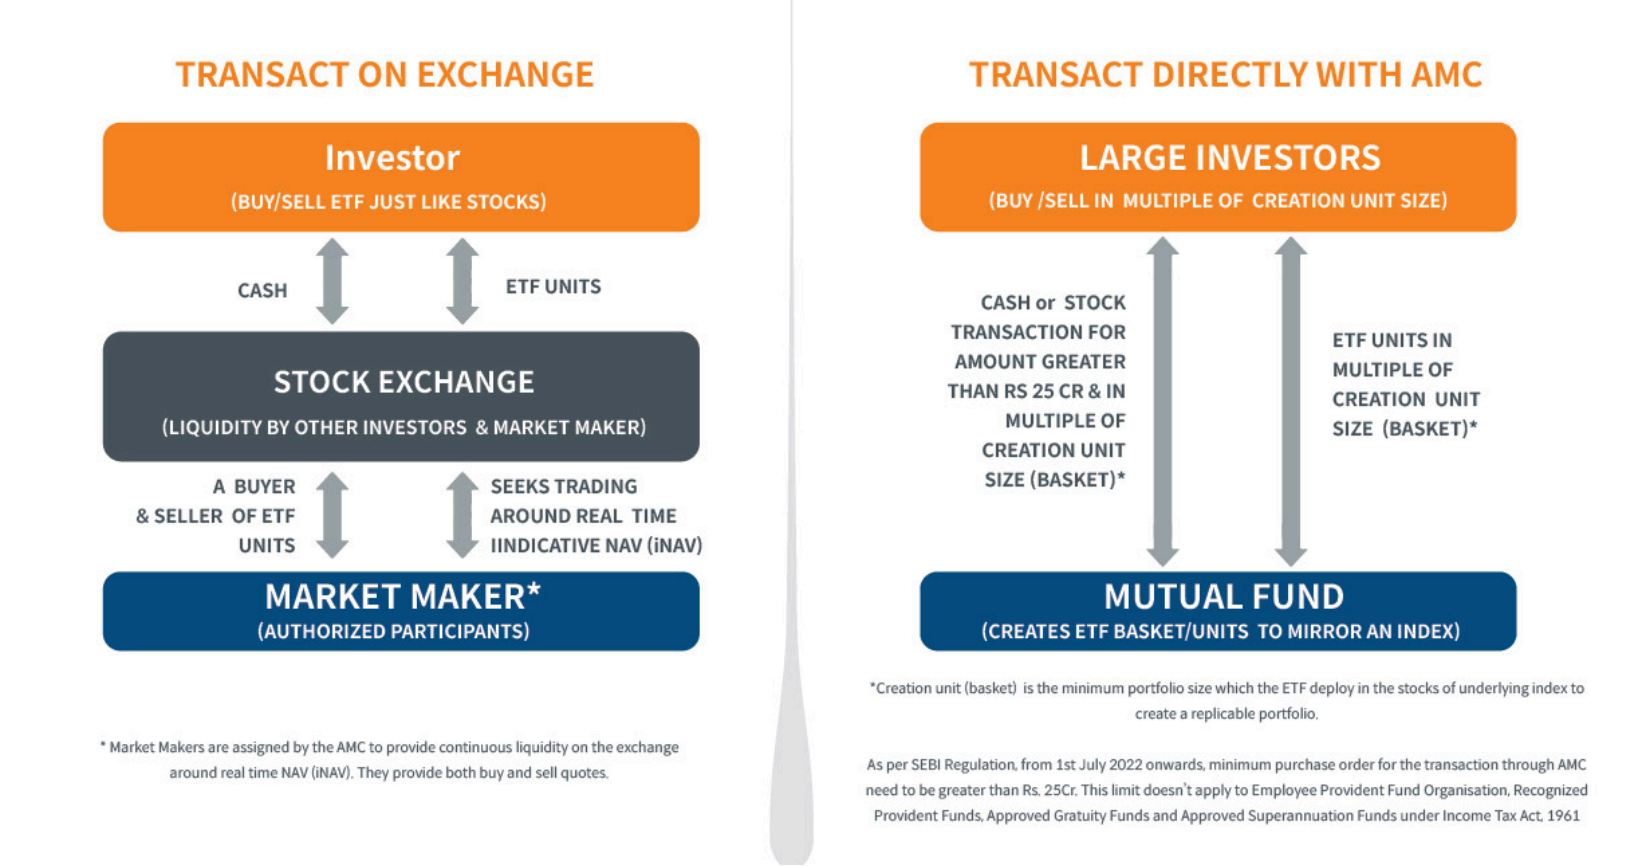 TRANSACT ON EXCHANGE
Investor
(BUY/SELL ETF JUST LIKE STOCKS)
CASH
ETF UNITS
STOCK EXCHANGE
(LIQUIDITY BY OTHER INVESTORS & MARKET MAKER)
A BUYER
& SELLER OF ETF
UNITS
SEEKS TRADING
AROUND REAL TIME
IINDICATIVE NAV (iNAV)
MARKET MAKER*
(AUTHORIZED PARTICIPANTS)
* Market Makers are assigned by the AMC to provide continuous liquidity on the exchange
around real time NAV (iNAV). They provide both buy and sell quotes.
TRANSACT DIRECTLY WITH AMC
LARGE INVESTORS
(BUY /SELL IN MULTIPLE OF CREATION UNIT SIZE)
CASH or STOCK
TRANSACTION FOR
AMOUNT GREATER
THAN RS 25 CR & IN
MULTIPLE OF
CREATION UNIT
SIZE (BASKET)*
ETF UNITS IN
MULTIPLE OF
CREATION UNIT
SIZE (BASKET)*
MUTUAL FUND
(CREATES ETF BASKET/UNITS TO MIRROR AN INDEX)
*Creation unit (basket) is the minimum portfolio size which the ETF deploy in the stocks of underlying index to
create a replicable portfolio.
As per SEBI Regulation, from 1st July 2022 onwards, minimum purchase order for the transaction through AMC
need to be greater than Rs. 25Cr. This limit doesn't apply to Employee Provident Fund Organisation, Recognized
Provident Funds, Approved Gratuity Funds and Approved Superannuation Funds under Income Tax Act, 1961